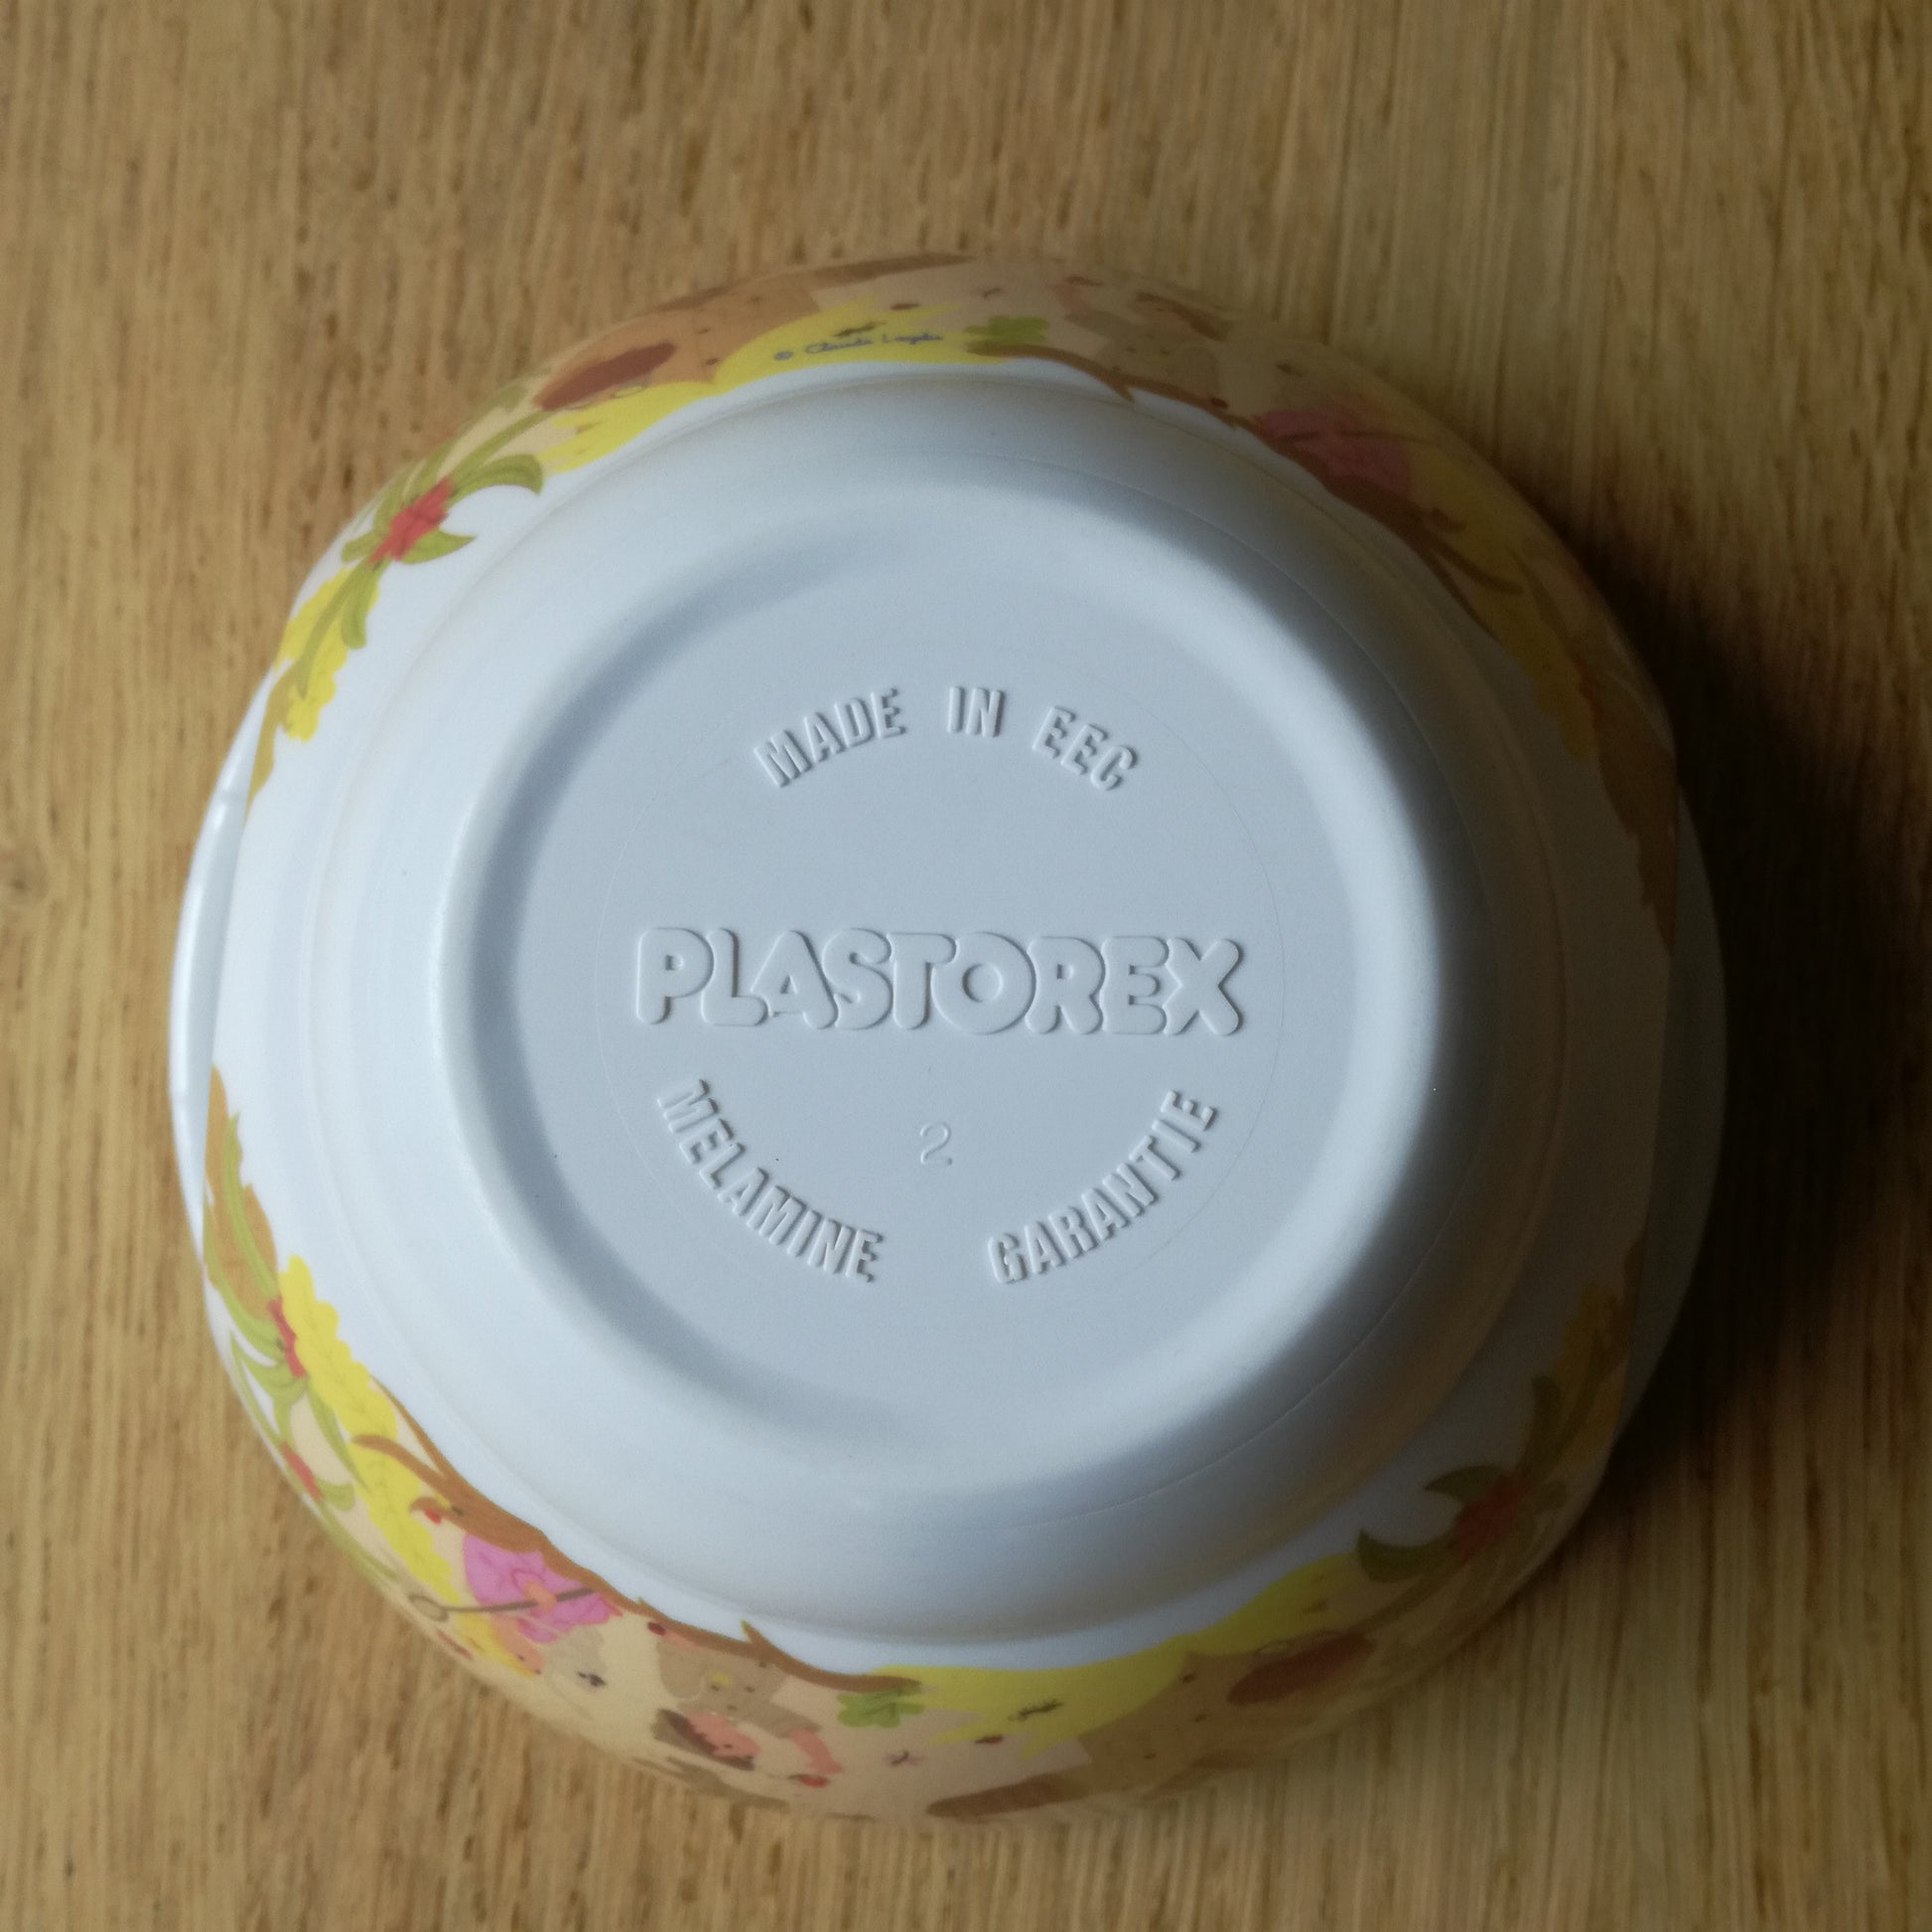 ©
MADE IN EEC
PLASTOREX
2
MELAMINE GARANTIE